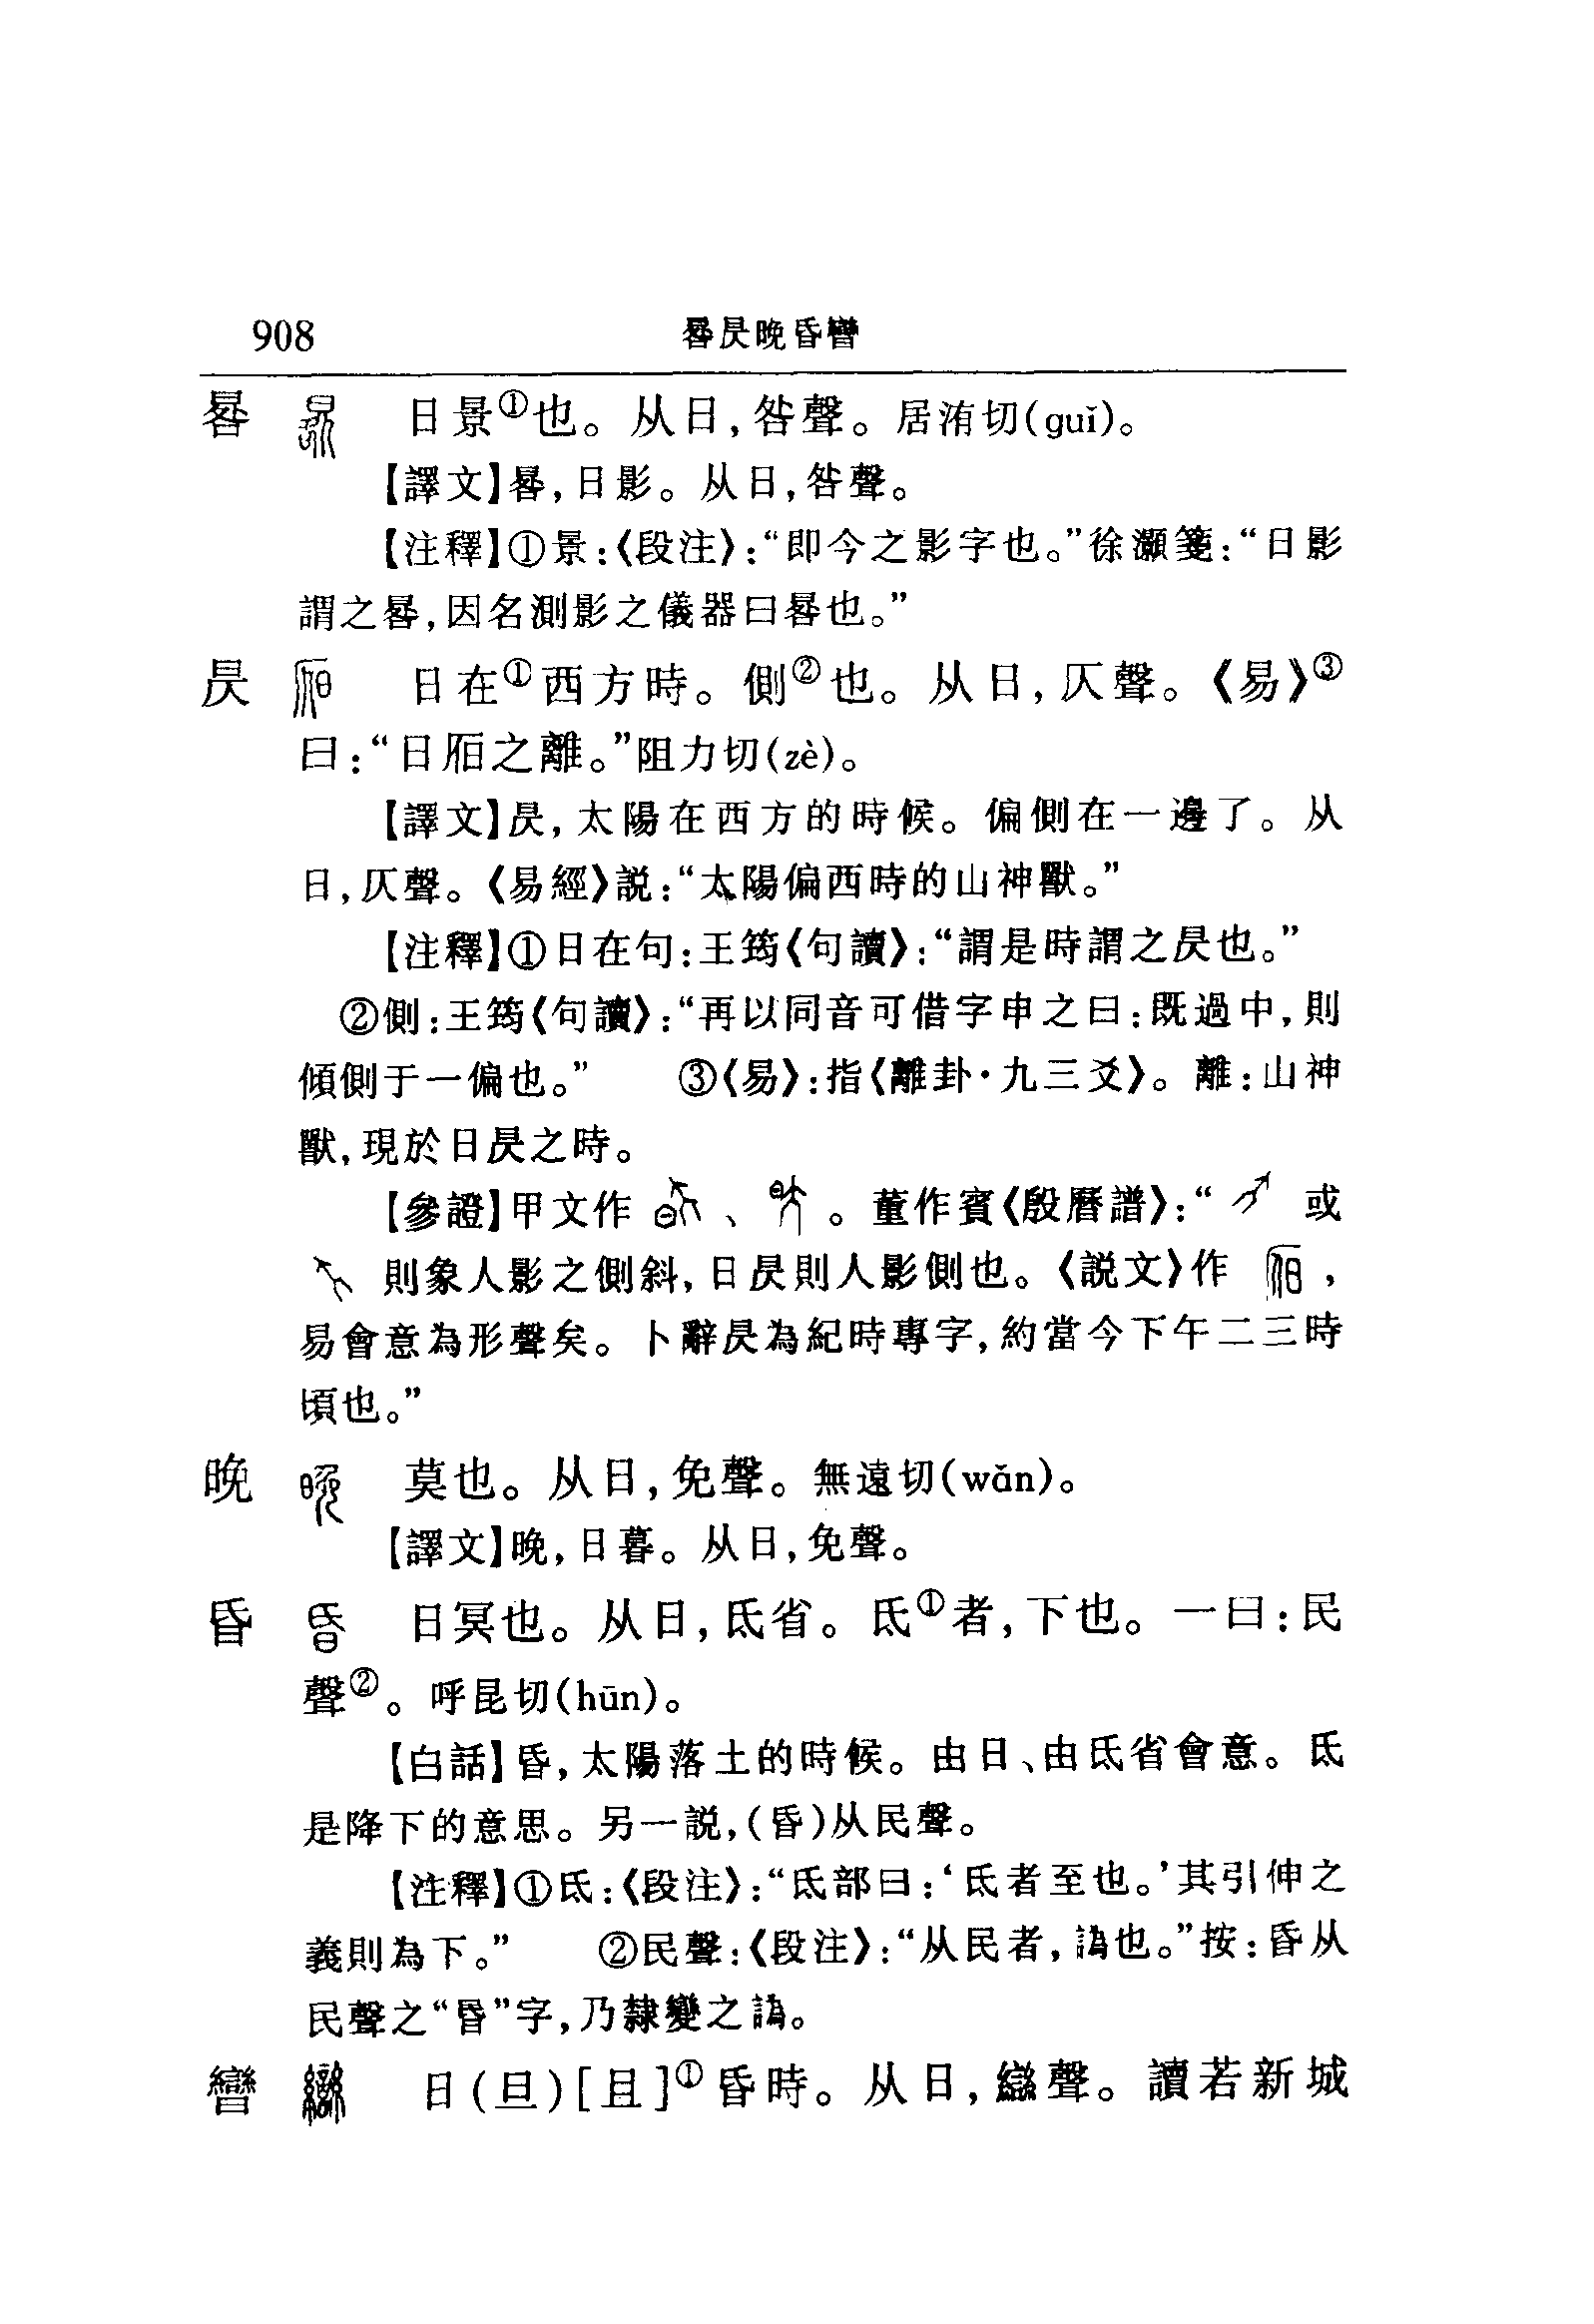 908 晷昃晚昏曫
晷 日景①也。从日,咎聲。居洧切(guǐ)。
【譯文】晷,日影。从日,咎聲。
【注釋】①景:《段注》:“即今之影字也。”徐灝箋:“日影
謂之晷,因名測影之儀器曰晷也。”
昃 日在①西方時。側②也。从日,仄聲。《易》③
曰:“日𣅔之離。”阻力切(zè)。
【譯文】昃,太陽在西方的時候。偏側在一邊了。从
日,仄聲。《易經》説:“太陽偏西時的山神獸。”
【注釋】①日在句:王筠《句讀》:“謂是時謂之昃也。”
②側:王筠《句讀》:“再以同音可借字申之曰:既過中,則
傾側于一偏也。” ③《易》:指《離卦·九三爻》。離:山神
獸,現於日昃之時。
【參證】甲文作 、 。董作賓《殷曆譜》:“ 或
則象人影之側斜,日昃則人影側也。《説文》作 ,
易會意為形聲矣。卜辭昃為紀時專字,約當今下午二三時
頃也。”
晚 莫也。从日,免聲。無遠切(wǎn)。
【譯文】晚,日暮。从日,免聲。
昏 日冥也。从日,氐省。氐①者,下也。一曰:民
聲②。呼昆切(hūn)。
【白話】昏,太陽落土的時候。由日、由氐省會意。氐
是降下的意思。另一説,(昏)从民聲。
【注釋】①氐:《段注》:“氐部曰:‘氐者至也。’其引伸之
義則為下。” ②民聲:《段注》:“从民者,譌也。”按:昏从
民聲之“昬”字,乃隸變之譌。
曫 日(旦)[且]①昏時。从日,䜌聲。讀若新城